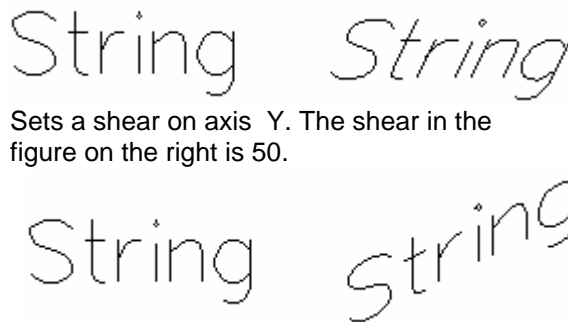 String String
Sets a shear on axis Y. The shear in the
figure on the right is 50.
String String